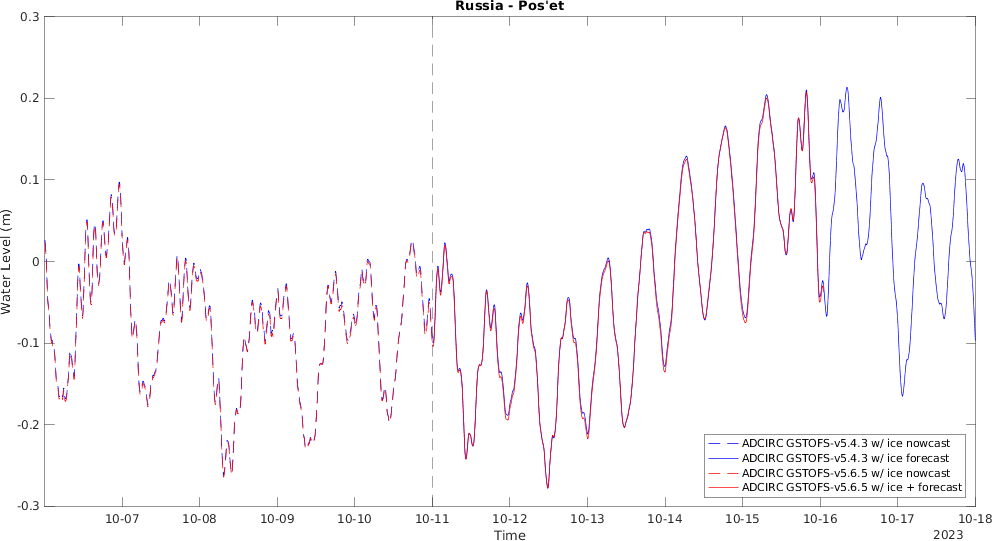 Russia - Pos'et
Water Level (m)
0.3
0.2
0.1
0
-0.1
-0.2
-0.3
ADCIRC GSTOFS-v5.4.3 w/ ice nowcast
ADCIRC GSTOFS-v5.4.3 w/ ice forecast
ADCIRC GSTOFS-v5.6.5 w/ ice nowcast
ADCIRC GSTOFS-v5.6.5 w/ ice + forecast
10-07 10-08 10-09 10-10 10-11 10-12 10-13 10-14 10-15 10-16 10-17 10-18
Time
2023